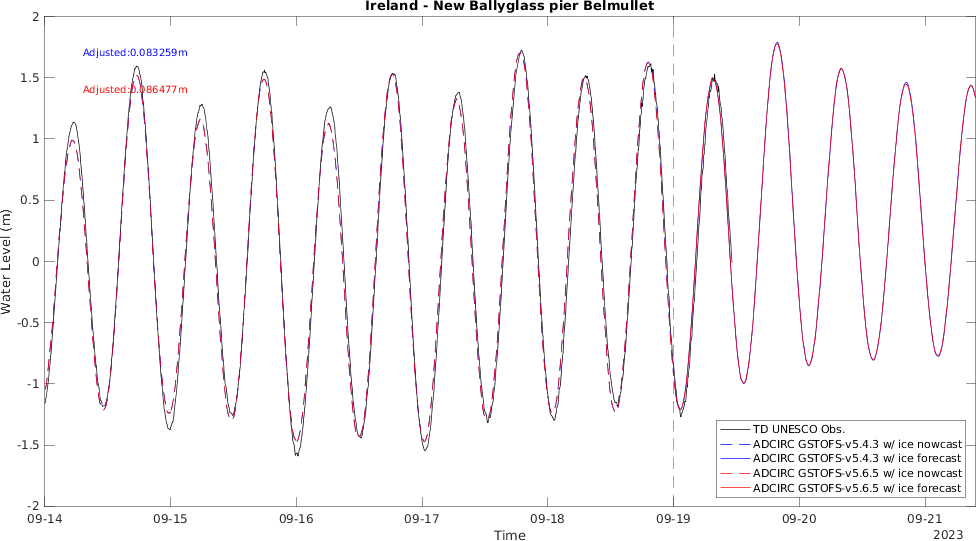 Ireland - New Ballyglass pier Belmullet
Adjusted:0.083259m
Adjusted:0.086477m
2
1.5
1
0.5
0
-0.5
-1
-1.5
-2
Water Level (m)
TD UNESCO Obs.
ADCIRC GSTOFS-v5.4.3 w/ ice nowcast
ADCIRC GSTOFS-v5.4.3 w/ ice forecast
ADCIRC GSTOFS-v5.6.5 w/ ice nowcast
ADCIRC GSTOFS-v5.6.5 w/ ice forecast
09-14 09-15 09-16 09-17 09-18 09-19 09-20 09-21
Time
2023